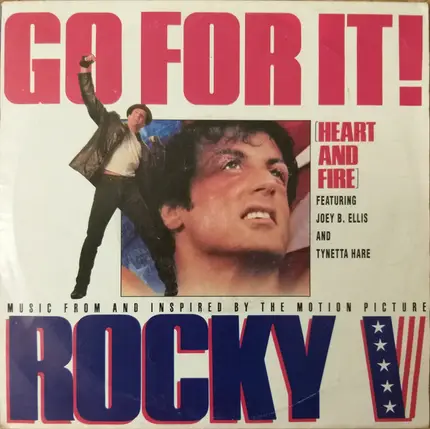 GO FOR IT!
[HEART
AND
FIRE]
FEATURING
JOEY B. ELLIS
AND
TYNETTA HARE
MUSIC FROM AND INSPIRED BY THE MOTION PICTURE
ROCKY V